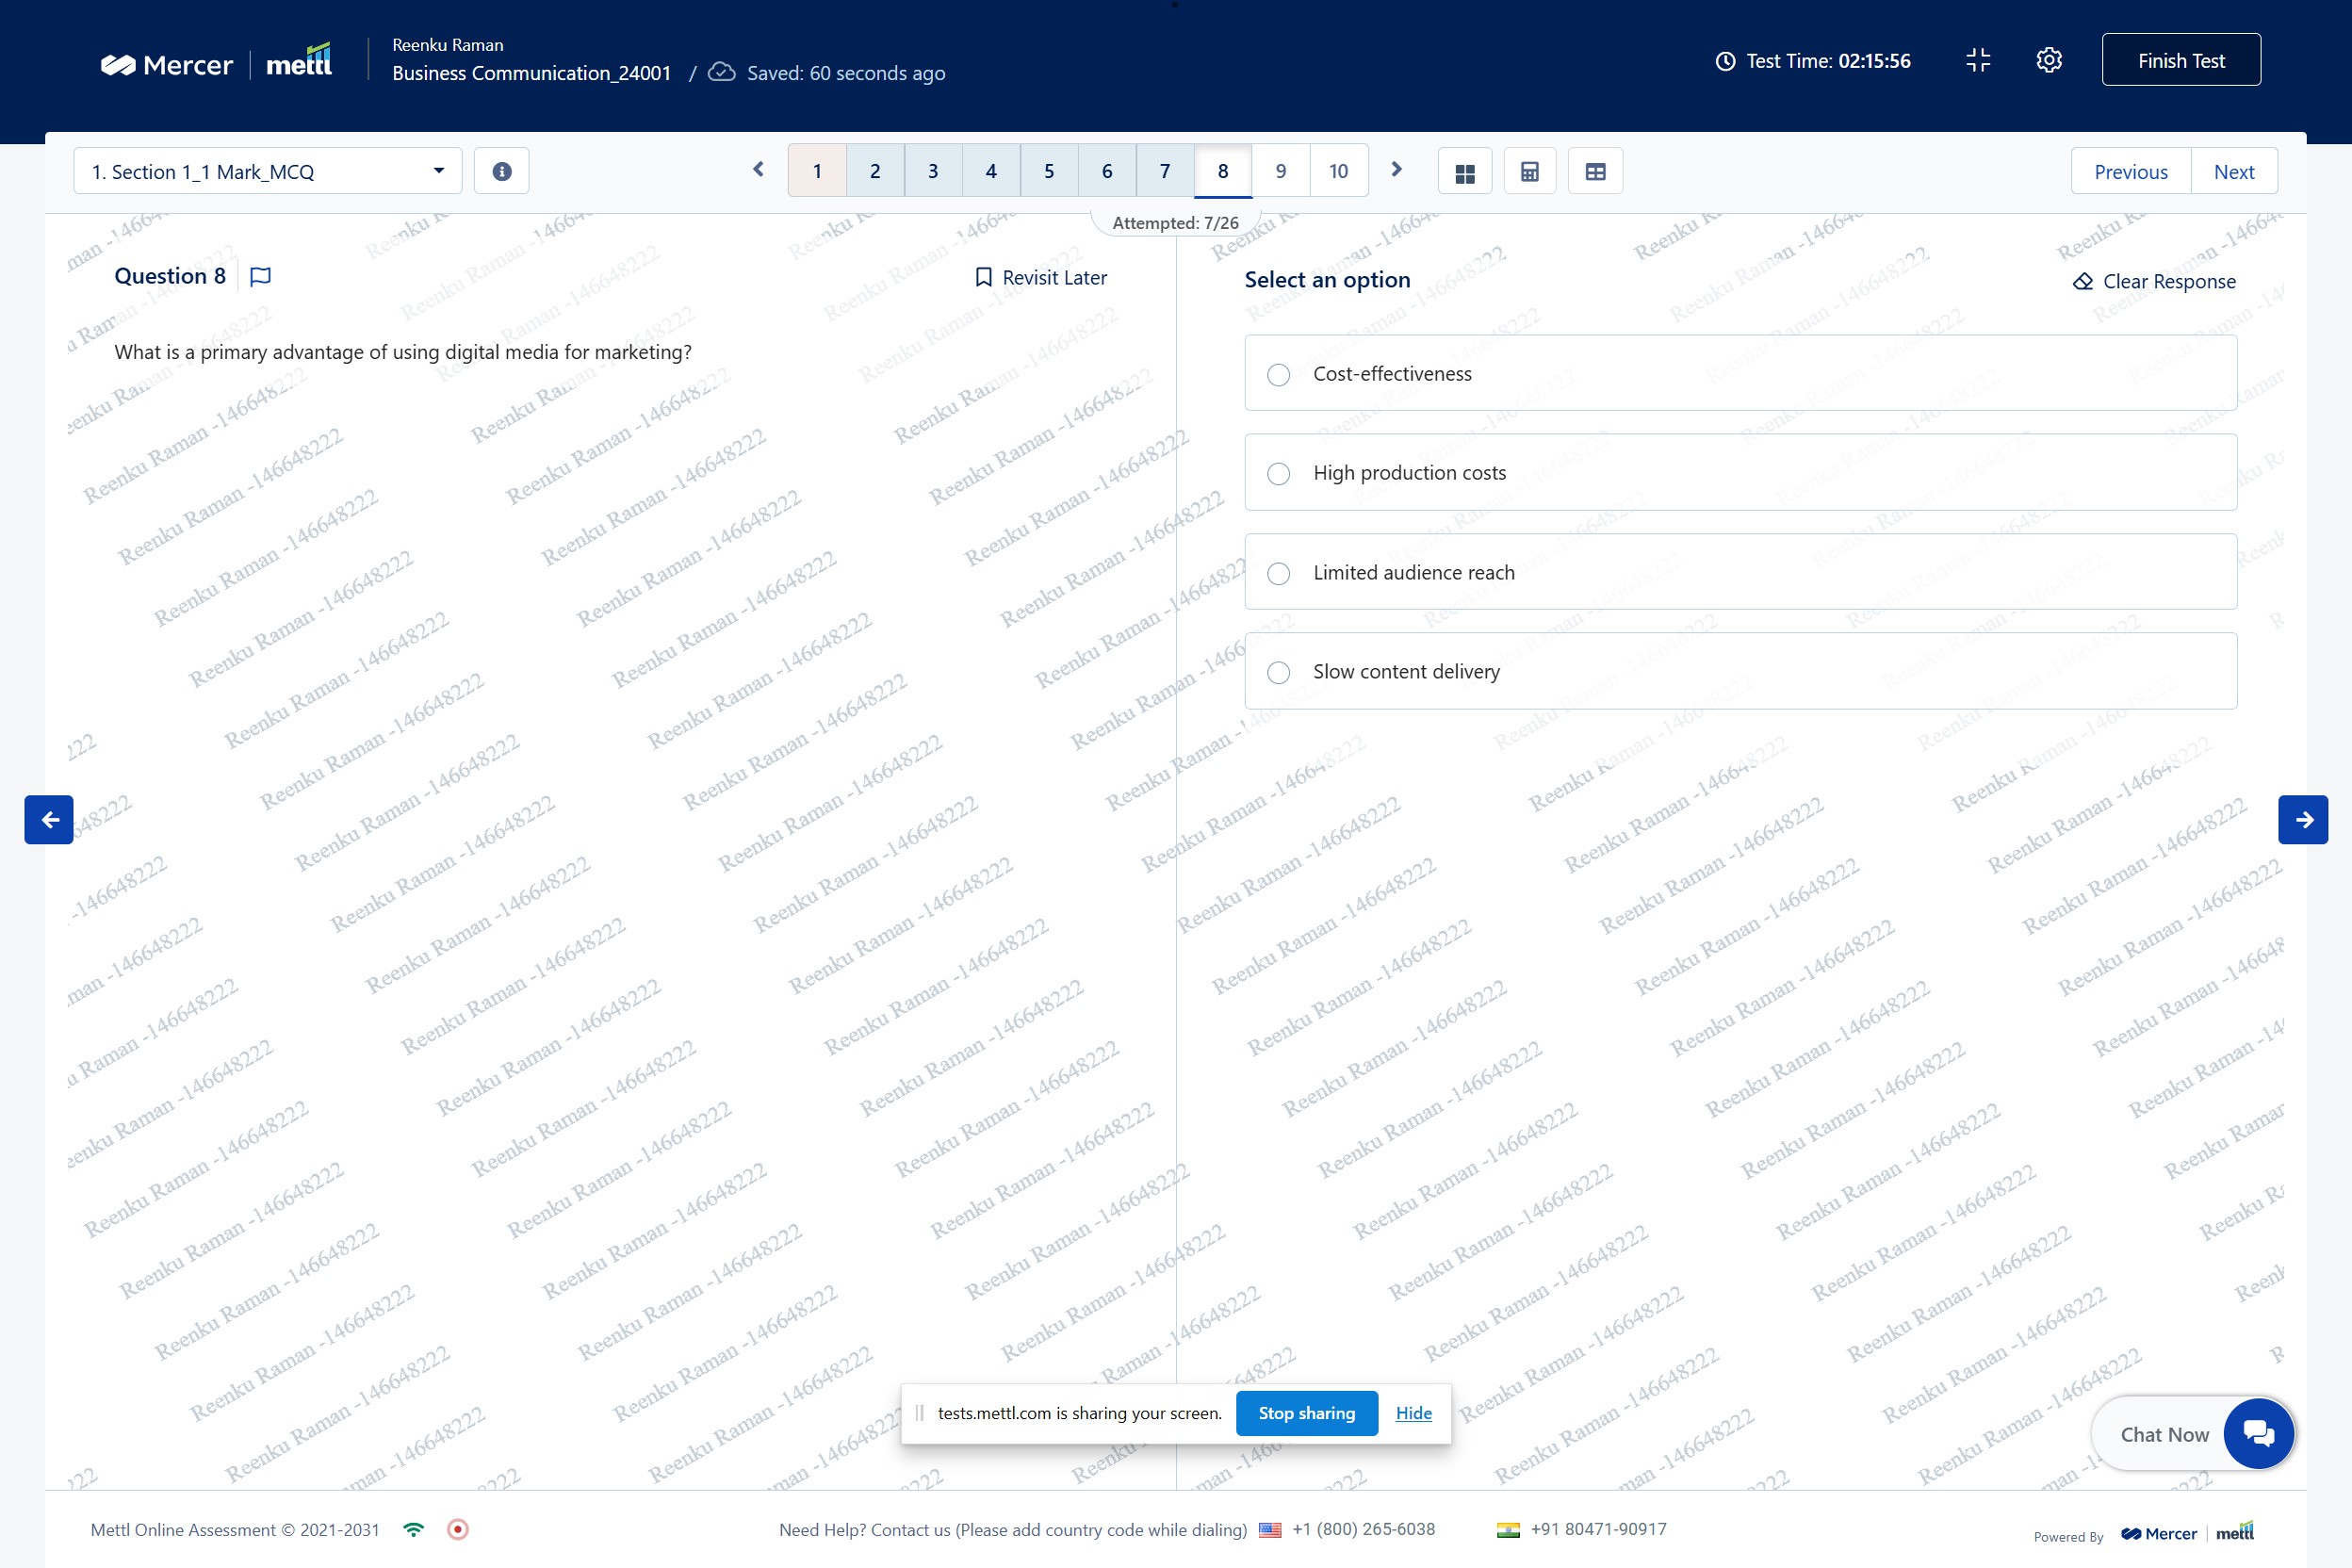 Mercer | mettl
Reenku Raman
Business Communication_24001 / Saved: 60 seconds ago
Test Time: 02:15:56
Finish Test
1. Section 1_1 Mark_MCQ
1 2 3 4 5 6 7 8 9 10
Previous Next
Attempted: 7/26
Question 8
Revisit Later
What is a primary advantage of using digital media for marketing?
Select an option
Clear Response
Cost-effectiveness
High production costs
Limited audience reach
Slow content delivery
Reenku Raman -146648222
tests.mettl.com is sharing your screen.
Stop sharing
Hide
Chat Now
Mettl Online Assessment © 2021-2031
Need Help? Contact us (Please add country code while dialing) +1 (800) 265-6038 +91 80471-90917
Powered By Mercer | mettl